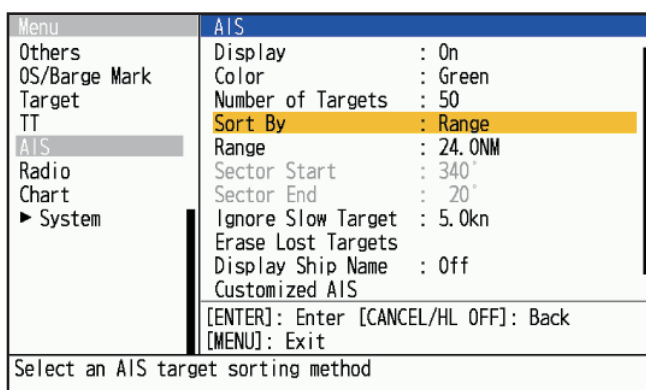 Menu
Others
OS/Barge Mark
Target
TT
AIS
Radio
Chart
► System
AIS
Display : On
Color : Green
Number of Targets : 50
Sort By : Range
Range : 24.0NM
Sector Start : 340°
Sector End : 20°
Ignore Slow Target : 5.0kn
Erase Lost Targets
Display Ship Name : Off
Customized AIS
[ENTER]: Enter [CANCEL/HL OFF]: Back
[MENU]: Exit
Select an AIS target sorting method